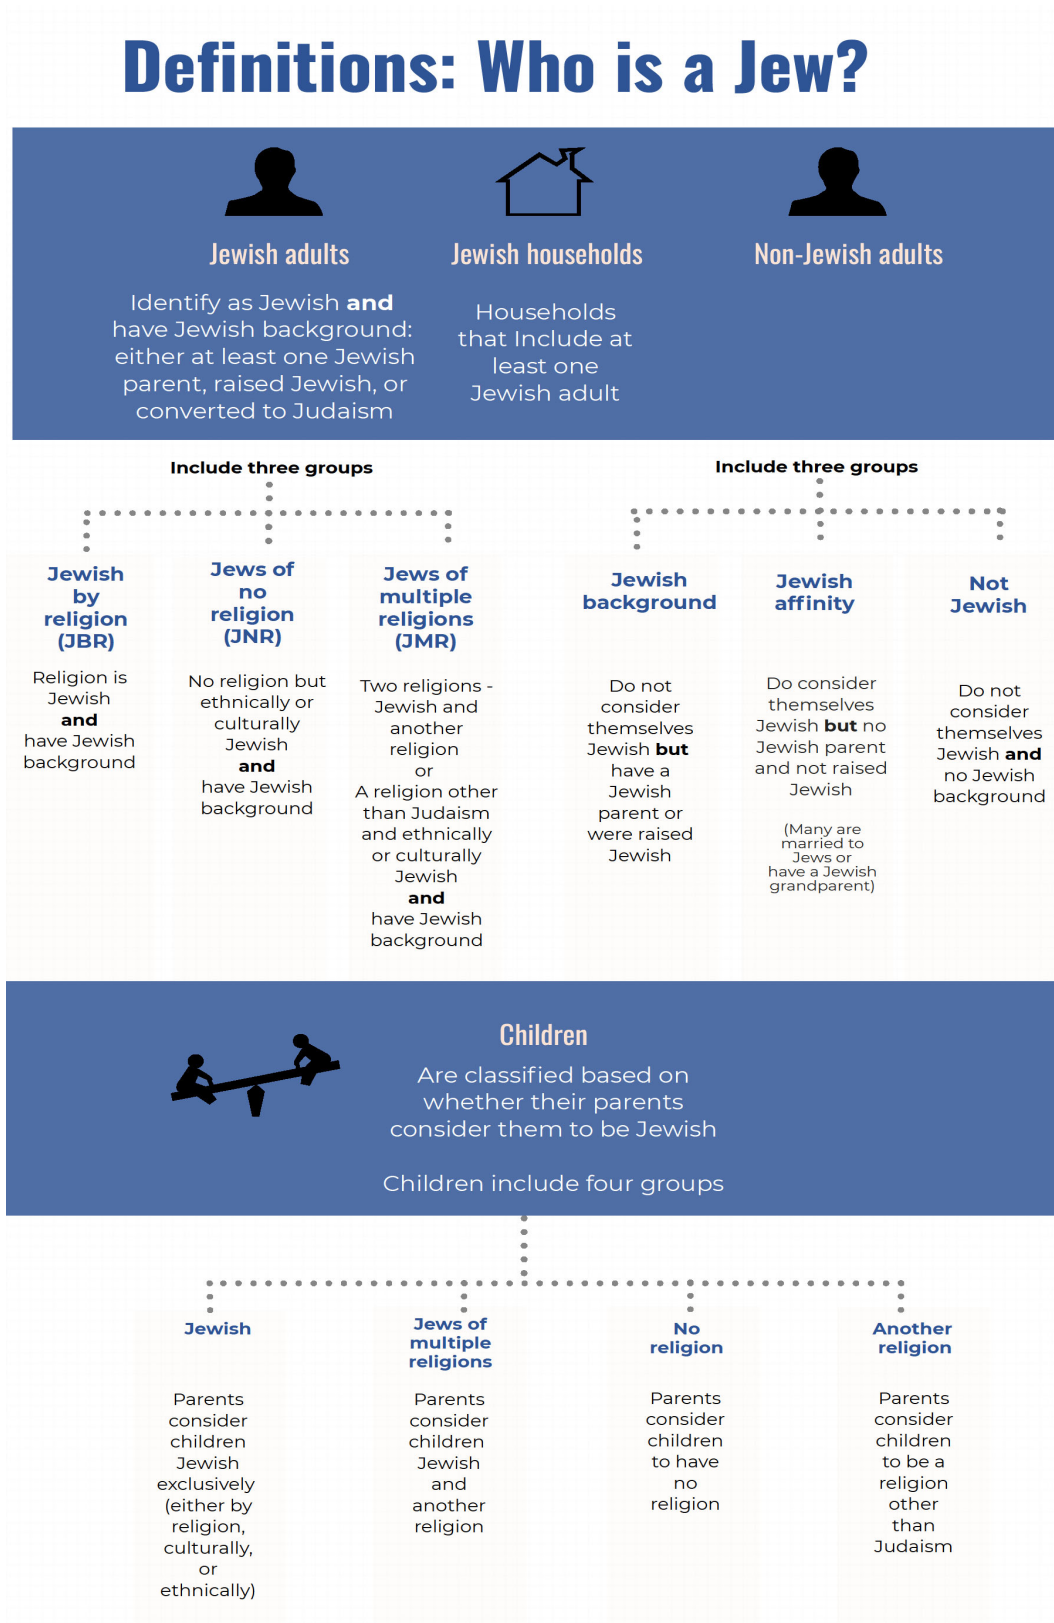 Definitions: Who is a Jew?
Jewish adults
Identify as Jewish and
have Jewish background:
either at least one Jewish
parent, raised Jewish, or
converted to Judaism
Jewish households
Households
that Include at
least one
Jewish adult
Non-Jewish adults
Include three groups
Jewish
by
religion
(JBR)
Religion is
Jewish
and
have Jewish
background
Jews of
no
religion
(JNR)
No religion but
ethnically or
culturally
Jewish
and
have Jewish
background
Jews of
multiple
religions
(JMR)
Two religions -
Jewish and
another
religion
or
A religion other
than Judaism
and ethnically
or culturally
Jewish
and
have Jewish
background
Include three groups
Jewish
background
Do not
consider
themselves
Jewish but
have a
Jewish
parent or
were raised
Jewish
Jewish
affinity
Do consider
themselves
Jewish but no
Jewish parent
and not raised
Jewish
(Many are
married to
Jews or
have a Jewish
grandparent)
Not
Jewish
Do not
consider
themselves
Jewish and
no Jewish
background
Children
Are classified based on
whether their parents
consider them to be Jewish
Children include four groups
Jewish
Parents
consider
children
Jewish
exclusively
(either by
religion,
culturally,
or
ethnically)
Jews of
multiple
religions
Parents
consider
children
Jewish
and
another
religion
No
religion
Parents
consider
children
to have
no
religion
Another
religion
Parents
consider
children
to be a
religion
other
than
Judaism